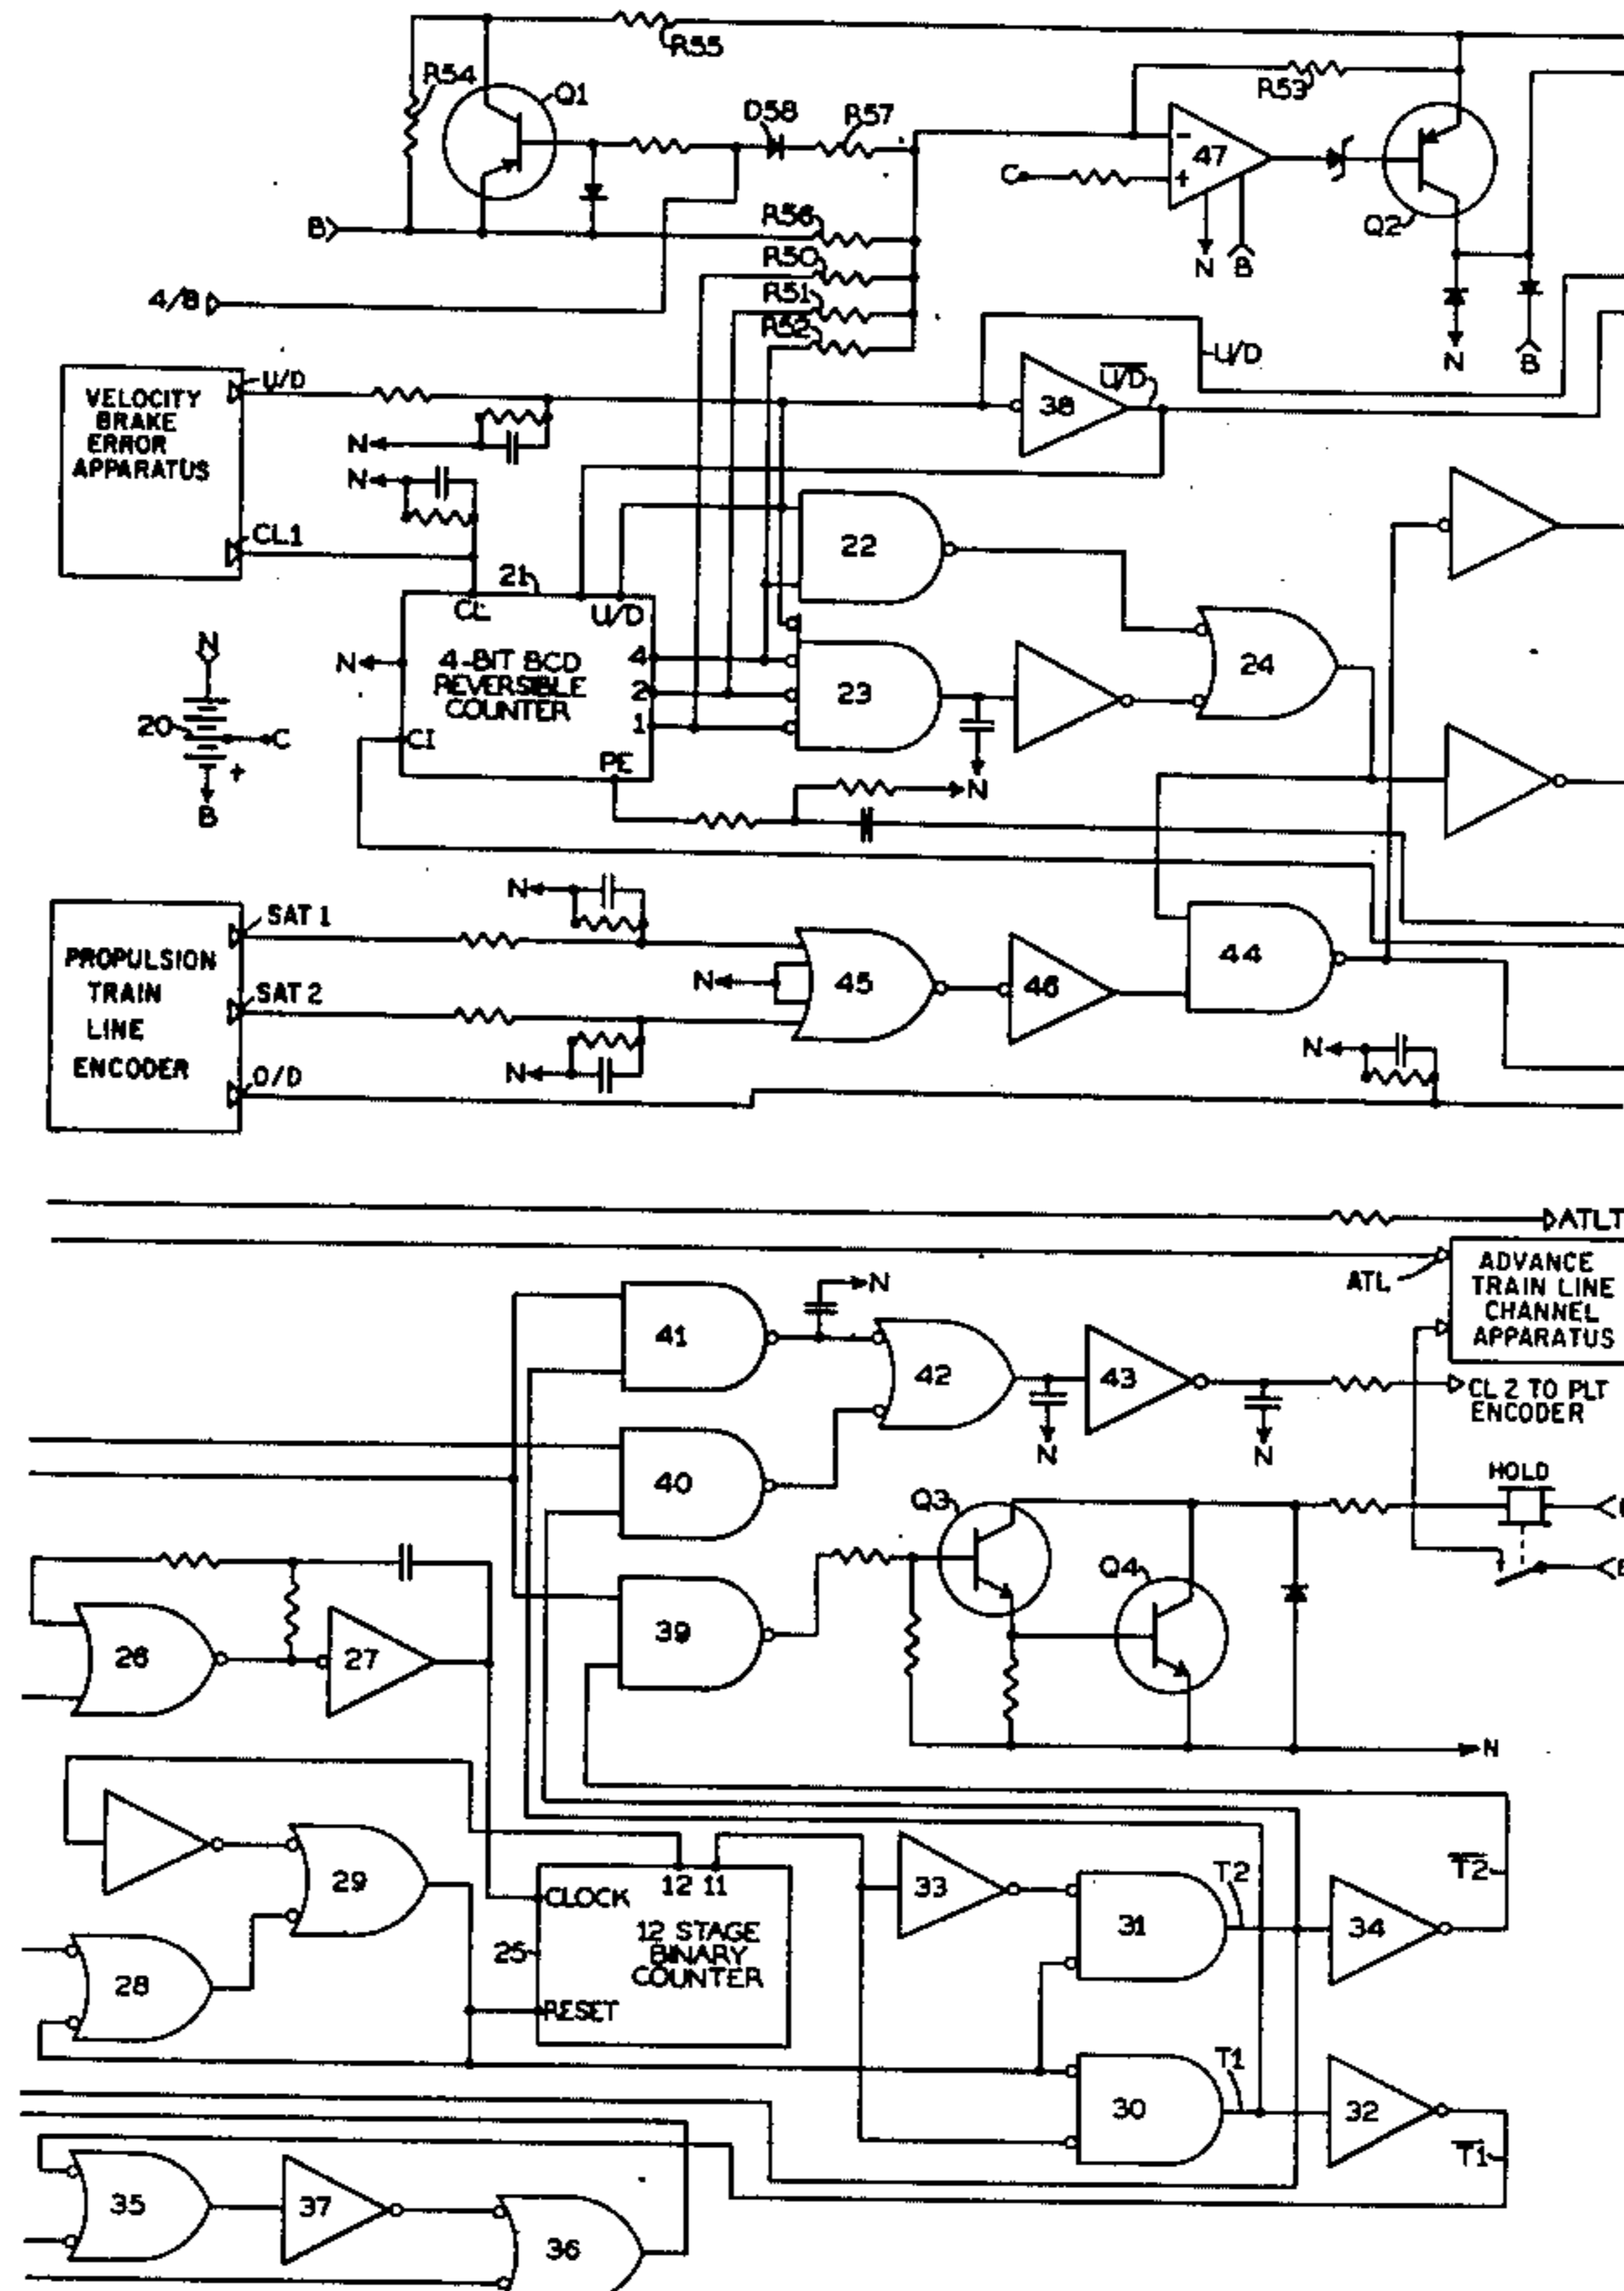 R55
R54
Q1
D58
R57
R53
47
-
+
C
Q2
B
R56
R50
R51
R52
N
B
4/8
N
B
U/D
U/D
U/D
38
VELOCITY
BRAKE
ERROR
APPARATUS
N
N
CL1
22
21
CL
U/D
N
N
4-BIT BCD
REVERSIBLE
COUNTER
4
2
1
23
24
20
C
CI
PE
+
B
N
N
SAT 1
PROPULSION
TRAIN
LINE
ENCODER
SAT 2
N
45
46
44
N
N
O/D
ATLT
ATL
ADVANCE
TRAIN LINE
CHANNEL
APPARATUS
N
41
42
43
CL 2 TO PLT
ENCODER
N
N
40
HOLD
Q3
Q4
39
26
27
N
12 11
CLOCK
12 STAGE
BINARY
COUNTER
25
RESET
29
28
33
31
T2
34
T2
30
T1
32
T1
35
37
36